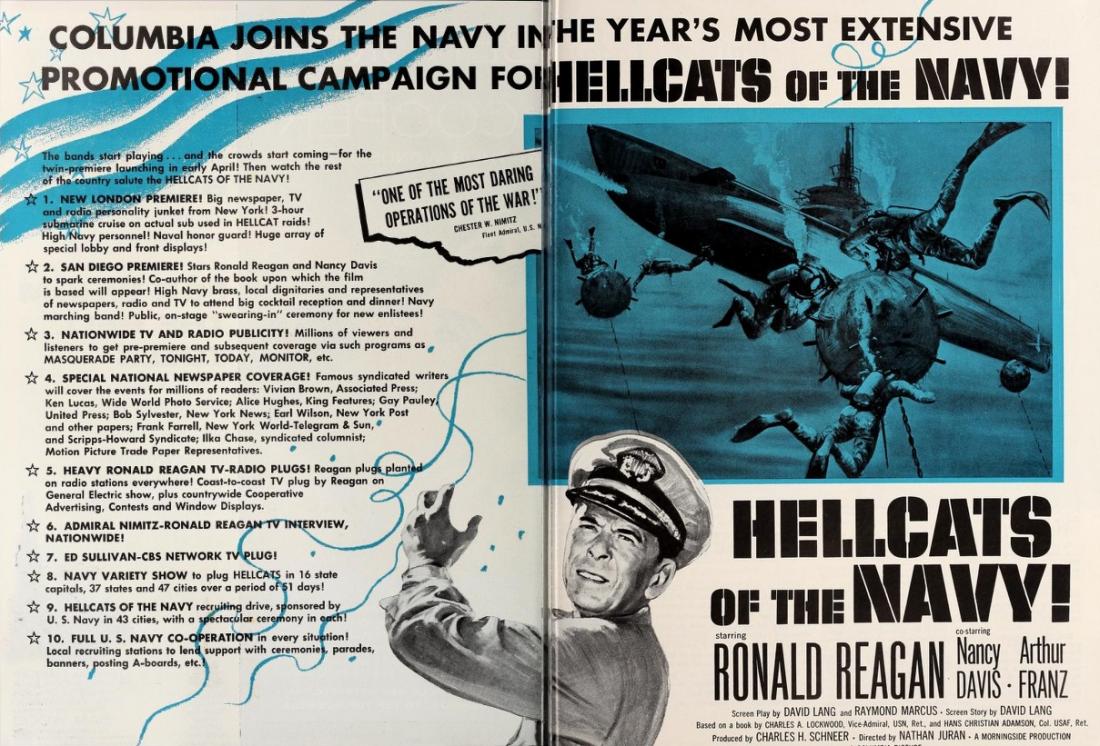 COLUMBIA JOINS THE NAVY IN THE YEAR'S MOST EXTENSIVE
PROMOTIONAL CAMPAIGN FOR HELLCATS OF THE NAVY!
The bands start playing . . . and the crowds start coming—for the
twin-premiere launching in early April! Then watch the rest
of the country salute the HELLCATS OF THE NAVY!
☆ 1. NEW LONDON PREMIERE! Big newspaper, TV
and radio personality junket from New York! 3-hour
submarine cruise on actual sub used in HELLCAT raids!
High Navy personnel! Naval honor guard! Huge array of
special lobby and front displays!
☆ 2. SAN DIEGO PREMIERE! Stars Ronald Reagan and Nancy Davis
to spark ceremonies! Co-author of the book upon which the film
is based will appear! High Navy brass, local dignitaries and representatives
of newspapers, radio and TV to attend big cocktail reception and dinner! Navy
marching band! Public, on-stage "swearing-in" ceremony for new enlistees!
☆ 3. NATIONWIDE TV AND RADIO PUBLICITY! Millions of viewers and
listeners to get pre-premiere and subsequent coverage via such programs as
MASQUERADE PARTY, TONIGHT, TODAY, MONITOR, etc.
☆ 4. SPECIAL NATIONAL NEWSPAPER COVERAGE! Famous syndicated writers
will cover the events for millions of readers: Vivian Brown, Associated Press;
Ken Lucas, Wide World Photo Service; Alice Hughes, King Features; Gay Pauley,
United Press; Bob Sylvester, New York News; Earl Wilson, New York Post
and other papers; Frank Farrell, New York World-Telegram & Sun,
and Scripps-Howard Syndicate; Ilka Chase, syndicated columnist;
Motion Picture Trade Paper Representatives.
☆ 5. HEAVY RONALD REAGAN TV-RADIO PLUGS! Reagan plugs planted
on radio stations everywhere! Coast-to-coast TV plug by Reagan on
General Electric show, plus countrywide Cooperative
Advertising, Contests and Window Displays.
☆ 6. ADMIRAL NIMITZ-RONALD REAGAN TV INTERVIEW,
NATIONWIDE!
☆ 7. ED SULLIVAN-CBS NETWORK TV PLUG!
☆ 8. NAVY VARIETY SHOW to plug HELLCATS in 16 state
capitals, 37 states and 47 cities over a period of 51 days!
☆ 9. HELLCATS OF THE NAVY recruiting drive, sponsored by
U. S. Navy in 43 cities, with a spectacular ceremony in each!
☆ 10. FULL U. S. NAVY CO-OPERATION in every situation!
Local recruiting stations to lend support with ceremonies, parades,
banners, posting A-boards, etc.!
"ONE OF THE MOST DARING
OPERATIONS OF THE WAR!"
CHESTER W. NIMITZ
Fleet Admiral, U.S. N
HELLCATS
OF THE NAVY!
starring
RONALD REAGAN
co-starring
Nancy DAVIS · Arthur FRANZ
Screen Play by DAVID LANG and RAYMOND MARCUS · Screen Story by DAVID LANG
Based on a book by CHARLES A. LOCKWOOD, Vice-Admiral, USN, Ret., and HANS CHRISTIAN ADAMSON, Col. USAF, Ret.
Produced by CHARLES H. SCHNEER · Directed by NATHAN JURAN · A MORNINGSIDE PRODUCTION